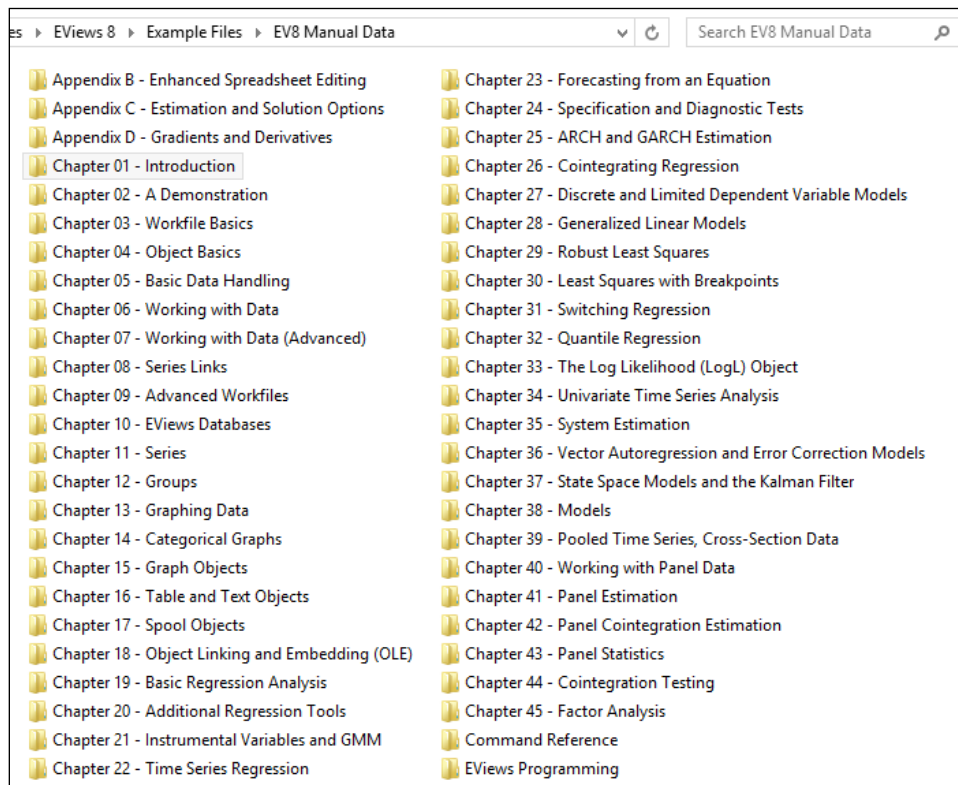 es ▸ EViews 8 ▸ Example Files ▸ EV8 Manual Data
Search EV8 Manual Data
Appendix B - Enhanced Spreadsheet Editing
Appendix C - Estimation and Solution Options
Appendix D - Gradients and Derivatives
Chapter 01 - Introduction
Chapter 02 - A Demonstration
Chapter 03 - Workfile Basics
Chapter 04 - Object Basics
Chapter 05 - Basic Data Handling
Chapter 06 - Working with Data
Chapter 07 - Working with Data (Advanced)
Chapter 08 - Series Links
Chapter 09 - Advanced Workfiles
Chapter 10 - EViews Databases
Chapter 11 - Series
Chapter 12 - Groups
Chapter 13 - Graphing Data
Chapter 14 - Categorical Graphs
Chapter 15 - Graph Objects
Chapter 16 - Table and Text Objects
Chapter 17 - Spool Objects
Chapter 18 - Object Linking and Embedding (OLE)
Chapter 19 - Basic Regression Analysis
Chapter 20 - Additional Regression Tools
Chapter 21 - Instrumental Variables and GMM
Chapter 22 - Time Series Regression
Chapter 23 - Forecasting from an Equation
Chapter 24 - Specification and Diagnostic Tests
Chapter 25 - ARCH and GARCH Estimation
Chapter 26 - Cointegrating Regression
Chapter 27 - Discrete and Limited Dependent Variable Models
Chapter 28 - Generalized Linear Models
Chapter 29 - Robust Least Squares
Chapter 30 - Least Squares with Breakpoints
Chapter 31 - Switching Regression
Chapter 32 - Quantile Regression
Chapter 33 - The Log Likelihood (LogL) Object
Chapter 34 - Univariate Time Series Analysis
Chapter 35 - System Estimation
Chapter 36 - Vector Autoregression and Error Correction Models
Chapter 37 - State Space Models and the Kalman Filter
Chapter 38 - Models
Chapter 39 - Pooled Time Series, Cross-Section Data
Chapter 40 - Working with Panel Data
Chapter 41 - Panel Estimation
Chapter 42 - Panel Cointegration Estimation
Chapter 43 - Panel Statistics
Chapter 44 - Cointegration Testing
Chapter 45 - Factor Analysis
Command Reference
EViews Programming